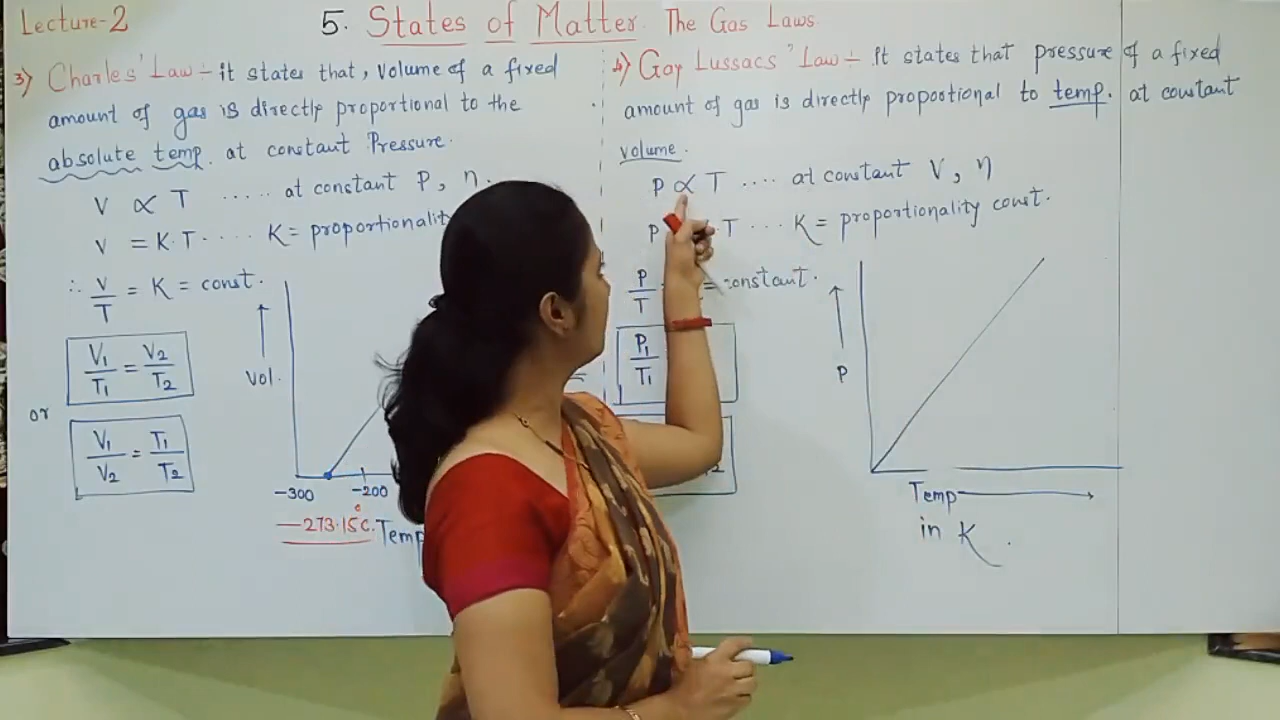 Lecture-2
5. States of Matter. The Gas Laws.
3) Charles' Law – it states that, Volume of a fixed
amount of gas is directly proportional to the
absolute temp. at constant Pressure.
V ∝ T ..... at constant P, η.
V = K·T..... K = proportionality
∴ V/T = K = const.
V1/T1 = V2/T2
or
V1/V2 = T1/T2
Vol.
-300 -200
-273.15°C. Temp
4) Gay Lussacs' Law – It states that pressure of a fixed
amount of gas is directly propostional to temp. at constant
volume.
P ∝ T .... at constant V, η
P T ... K = proportionality const.
P/T = constant.
P1/T1
2
P
Temp
in K.